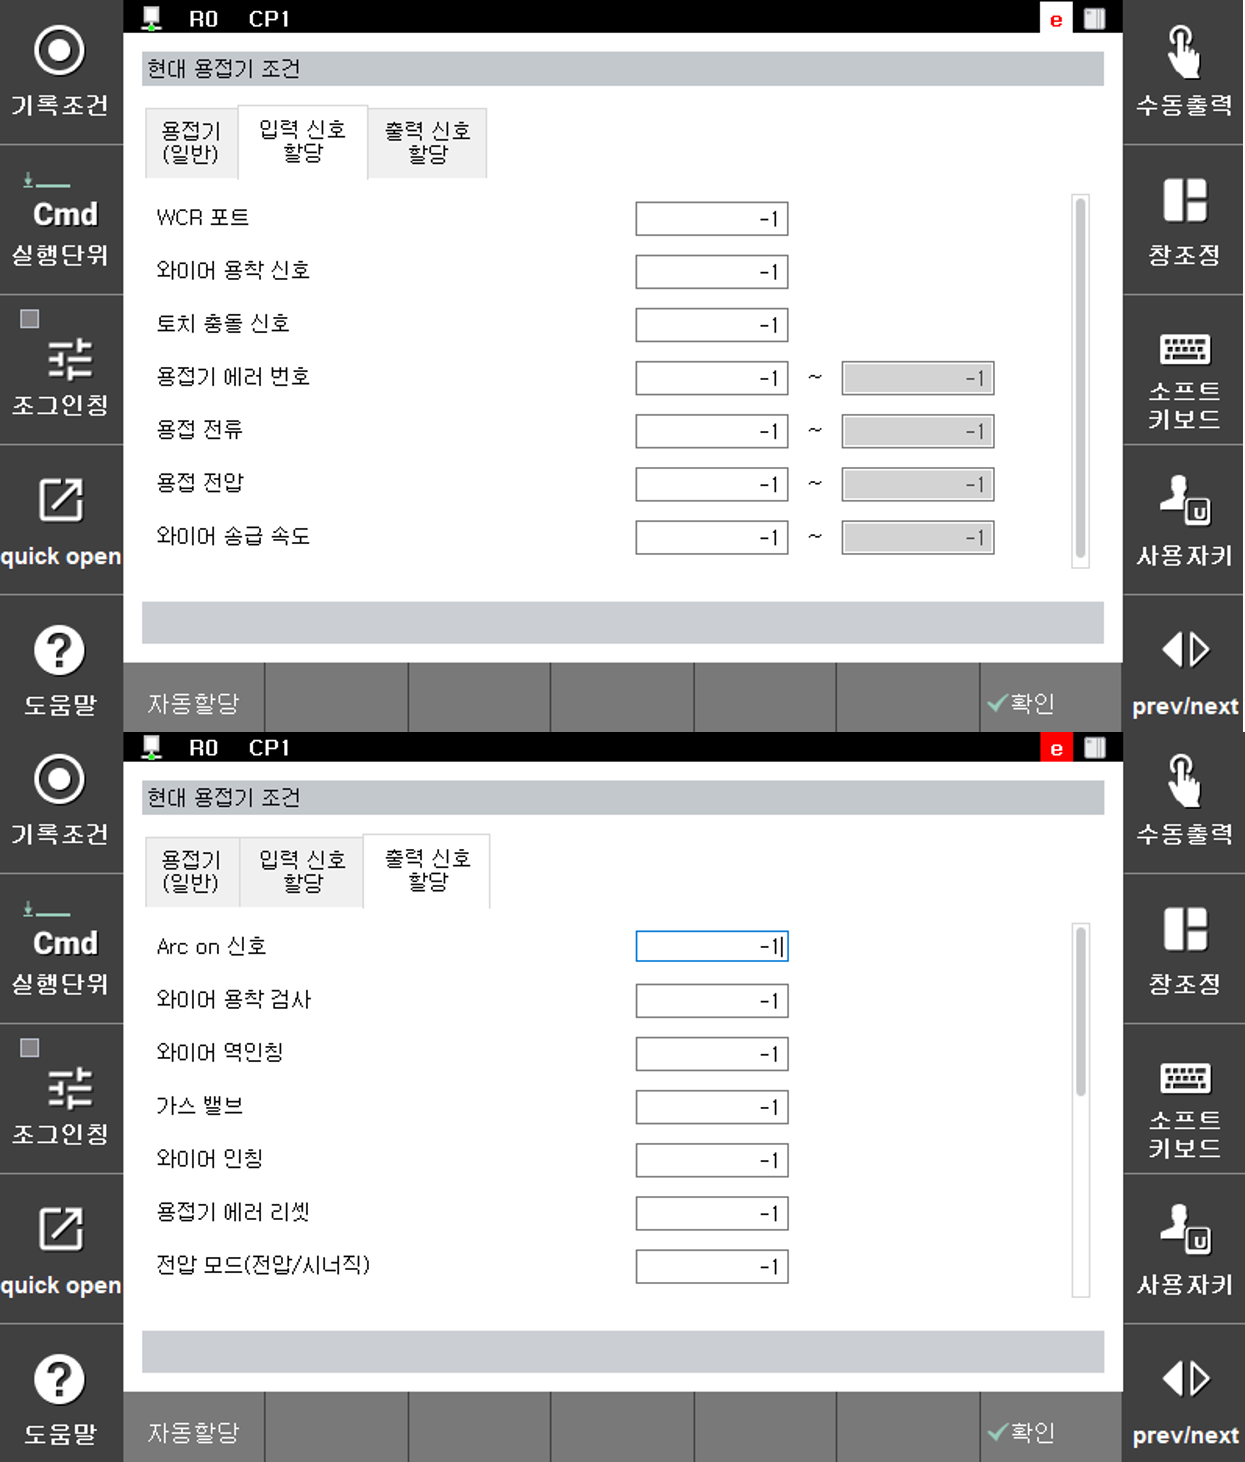 R0 CP1 e
현대 용접기 조건
용접기
(일반)
입력 신호
할당
출력 신호
할당
WCR 포트 -1
와이어 용착 신호 -1
토치 충돌 신호 -1
용접기 에러 번호 -1 ~ -1
용접 전류 -1 ~ -1
용접 전압 -1 ~ -1
와이어 송급 속도 -1 ~ -1
자동할당 확인
기록조건
Cmd
실행단위
조그인칭
quick open
?
도움말
수동출력
창조정
소프트
키보드
U
사용자키
prev/next
R0 CP1 e
현대 용접기 조건
용접기
(일반)
입력 신호
할당
출력 신호
할당
Arc on 신호 -1
와이어 용착 검사 -1
와이어 역인칭 -1
가스 밸브 -1
와이어 인칭 -1
용접기 에러 리셋 -1
전압 모드(전압/시너직) -1
자동할당 확인
기록조건
Cmd
실행단위
조그인칭
quick open
?
도움말
수동출력
창조정
소프트
키보드
U
사용자키
prev/next